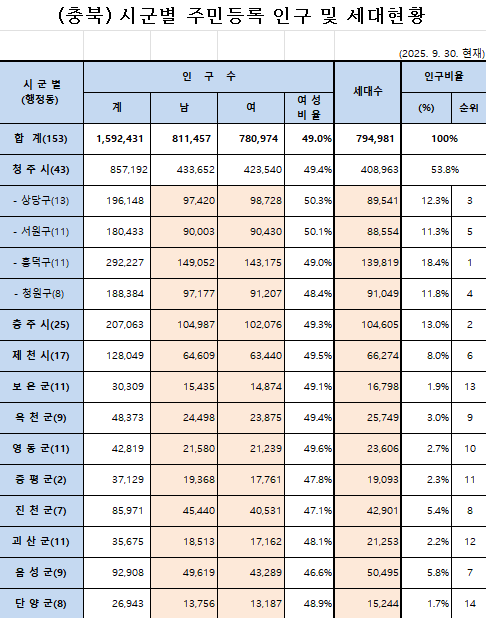 (충북) 시군별 주민등록 인구 및 세대현황
(2025. 9. 30. 현재)
시 군 별 (행정동) 인 구 수 세대수 인구비율
계 남 여 여 성 비 율 (%) 순위
합 계(153) 1,592,431 811,457 780,974 49.0% 794,981 100%
청 주 시(43) 857,192 433,652 423,540 49.4% 408,963 53.8%
- 상당구(13) 196,148 97,420 98,728 50.3% 89,541 12.3% 3
- 서원구(11) 180,433 90,003 90,430 50.1% 88,554 11.3% 5
- 흥덕구(11) 292,227 149,052 143,175 49.0% 139,819 18.4% 1
- 청원구(8) 188,384 97,177 91,207 48.4% 91,049 11.8% 4
충 주 시(25) 207,063 104,987 102,076 49.3% 104,605 13.0% 2
제 천 시(17) 128,049 64,609 63,440 49.5% 66,274 8.0% 6
보 은 군(11) 30,309 15,435 14,874 49.1% 16,798 1.9% 13
옥 천 군(9) 48,373 24,498 23,875 49.4% 25,749 3.0% 9
영 동 군(11) 42,819 21,580 21,239 49.6% 23,606 2.7% 10
증 평 군(2) 37,129 19,368 17,761 47.8% 19,093 2.3% 11
진 천 군(7) 85,971 45,440 40,531 47.1% 42,901 5.4% 8
괴 산 군(11) 35,675 18,513 17,162 48.1% 21,253 2.2% 12
음 성 군(9) 92,908 49,619 43,289 46.6% 50,495 5.8% 7
단 양 군(8) 26,943 13,756 13,187 48.9% 15,244 1.7% 14